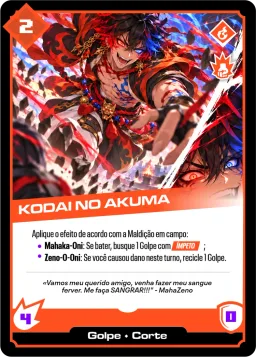 2
KODAI NO AKUMA
Aplique o efeito de acordo com a Maldição em campo:
• Mahaka-Oni: Se bater, busque 1 Golpe com ÍMPETO ;
• Zeno-O-Oni: Se você causou dano neste turno, recicle 1 Golpe.
«Vamos meu querido amigo, venha fazer meu sangue
ferver. Me faça SANGRAR!!!" - MahaZeno
4
0
Golpe • Corte